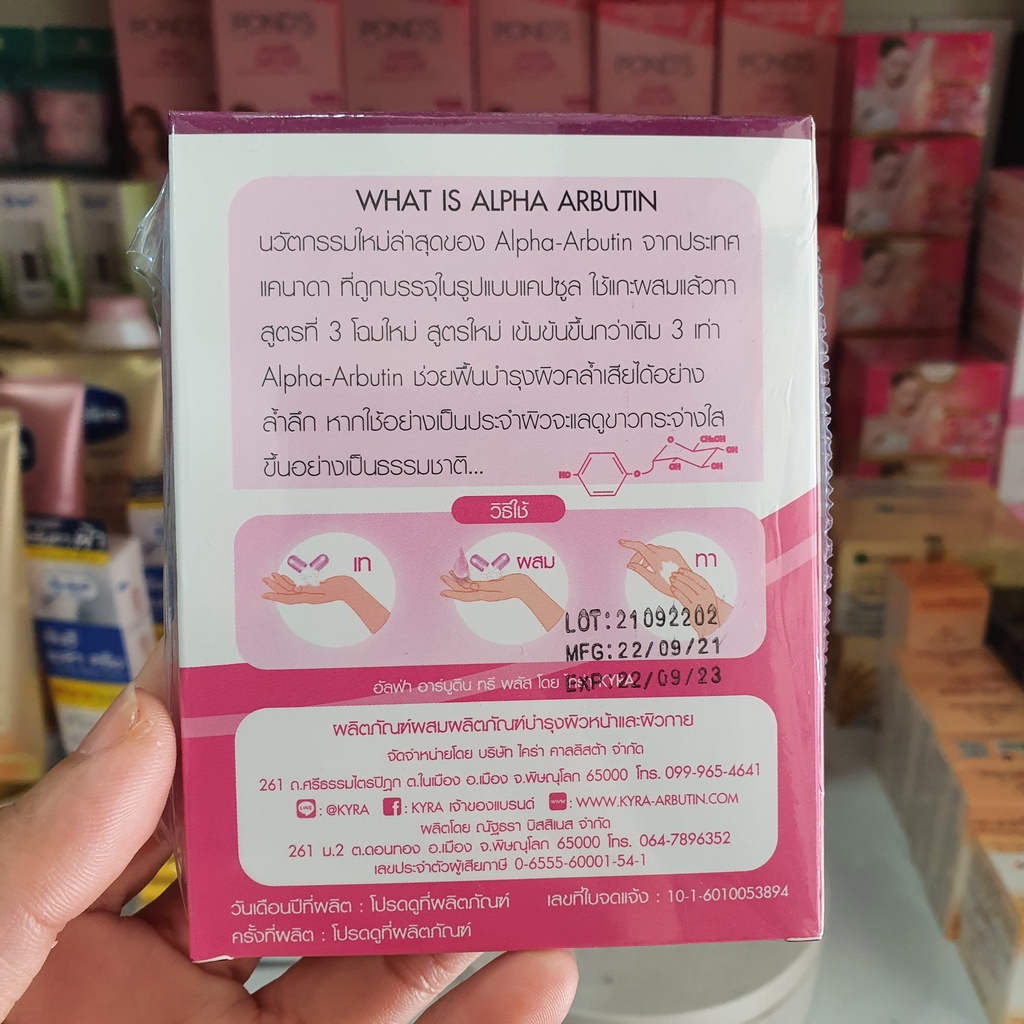 POND'S
POND'S
POND'S
POND'S
POND'S
WHAT IS ALPHA ARBUTIN
นวัตกรรมใหม่ล่าสุดของ Alpha-Arbutin จากประเทศ
แคนาดา ที่ถูกบรรจุในรูปแบบแคปซูล ใช้แกะผสมแล้วทา
สูตรที่ 3 โฉมใหม่ สูตรใหม่ เข้มข้นขึ้นกว่าเดิม 3 เท่า
Alpha-Arbutin ช่วยฟื้นบำรุงผิวคล้ำเสียได้อย่าง
ล้ำลึก หากใช้อย่างเป็นประจำผิวจะแลดูขาวกระจ่างใส
ขึ้นอย่างเป็นธรรมชาติ...
HO O O CH₂OH OH OH OH
วิธีใช้
เท ผสม ทา
LOT:21092202
MFG:22/09/21
EXP:22/09/23
อัลฟ่า อาร์บูติน ทรี พลัส โดย ไคร่า KYRA
ผลิตภัณฑ์ผสมผลิตภัณฑ์บำรุงผิวหน้าและผิวกาย
จัดจำหน่ายโดย บริษัท ไคร่า คาลลิสต้า จำกัด
261 ถ.ศรีธรรมไตรปิฎก ต.ในเมือง อ.เมือง จ.พิษณุโลก 65000 โทร. 099-965-4641
LINE : @KYRA f : KYRA เจ้าของแบรนด์ www : WWW.KYRA-ARBUTIN.COM
ผลิตโดย ณัฐธรา บิสสิเนส จำกัด
261 ม.2 ต.ดอนทอง อ.เมือง จ.พิษณุโลก 65000 โทร. 064-7896352
เลขประจำตัวผู้เสียภาษี 0-6555-60001-54-1
วันเดือนปีที่ผลิต : โปรดดูที่ผลิตภัณฑ์ เลขที่ใบจดแจ้ง : 10-1-6010053894
ครั้งที่ผลิต : โปรดดูที่ผลิตภัณฑ์